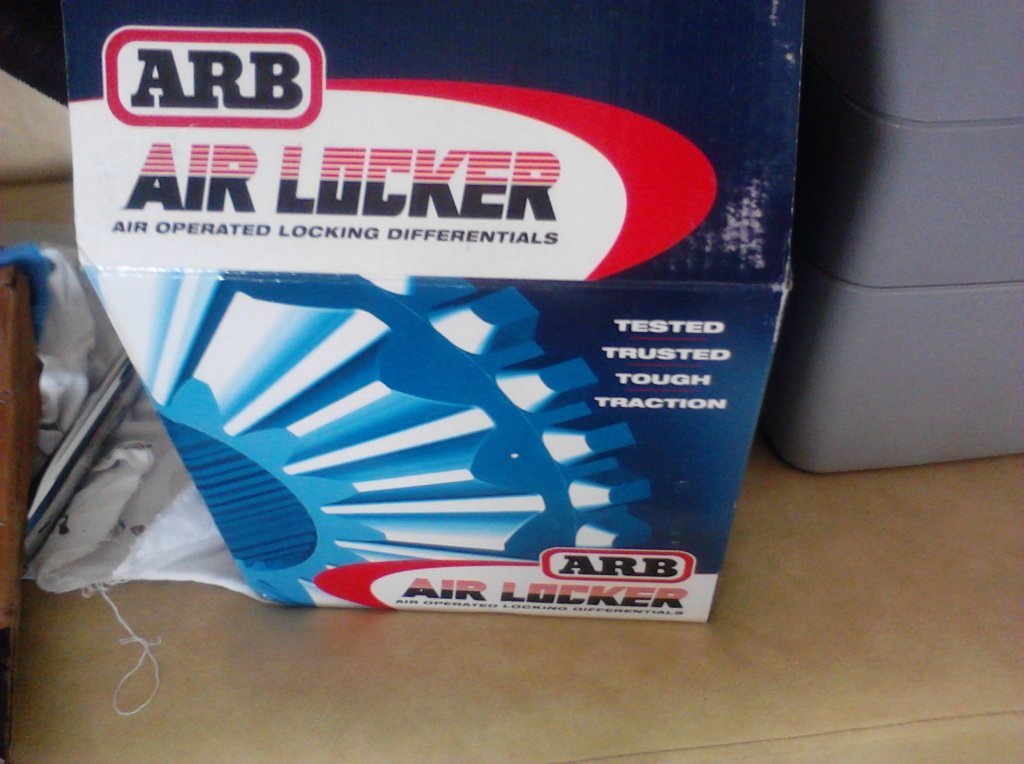 ARB
AIR LOCKER
AIR OPERATED LOCKING DIFFERENTIALS
TESTED
TRUSTED
TOUGH
TRACTION
ARB
AIR LOCKER
AIR OPERATED LOCKING DIFFERENTIALS